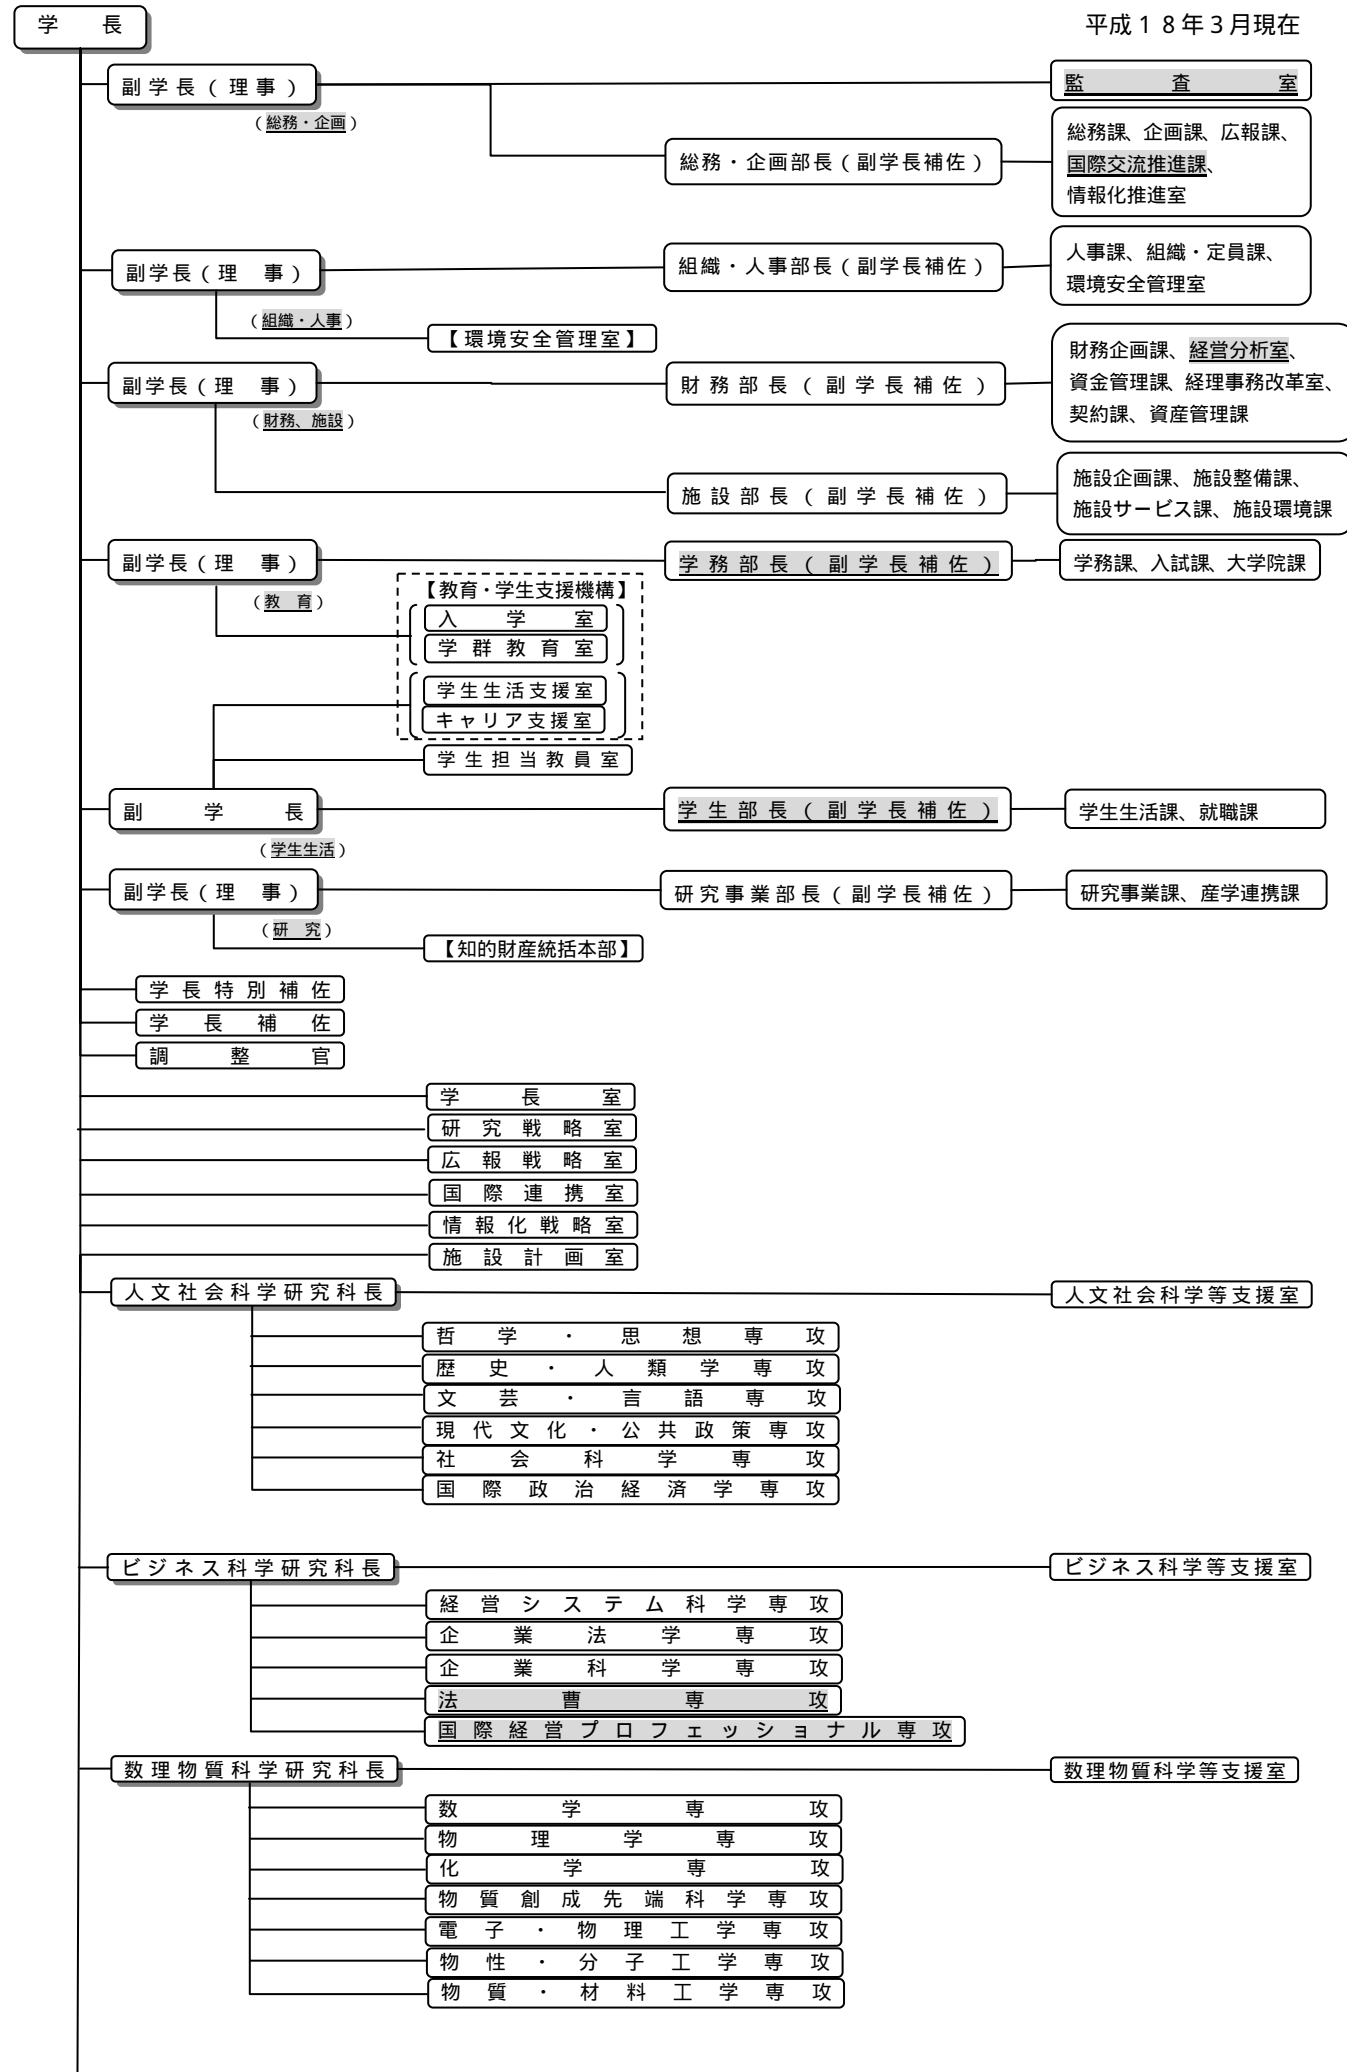 学　長
平成１８年３月現在
副学長（理事）
監査室
（総務・企画）
総務・企画部長（副学長補佐）
総務課、企画課、広報課、
国際交流推進課、
情報化推進室
副学長（理　事）
組織・人事部長（副学長補佐）
人事課、組織・定員課、
環境安全管理室
（組織・人事）
【環境安全管理室】
副学長（理　事）
財務部長（副学長補佐）
財務企画課、経営分析室、
資金管理課、経理事務改革室、
契約課、資産管理課
（財務、施設）
施設部長（副学長補佐）
施設企画課、施設整備課、
施設サービス課、施設環境課
副学長（理　事）
学務部長（副学長補佐）
学務課、入試課、大学院課
（教　育）
【教育・学生支援機構】
入学室
学群教育室
学生生活支援室
キャリア支援室
学生担当教員室
副学長
学生部長（副学長補佐）
学生生活課、就職課
（学生生活）
副学長（理　事）
研究事業部長（副学長補佐）
研究事業課、産学連携課
（研　究）
【知的財産統括本部】
学長特別補佐
学長補佐
調整官
学長室
研究戦略室
広報戦略室
国際連携室
情報化戦略室
施設計画室
人文社会科学研究科長
人文社会科学等支援室
哲学・思想専攻
歴史・人類学専攻
文芸・言語専攻
現代文化・公共政策専攻
社会科学専攻
国際政治経済学専攻
ビジネス科学研究科長
ビジネス科学等支援室
経営システム科学専攻
企業法学専攻
企業科学専攻
法曹専攻
国際経営プロフェッショナル専攻
数理物質科学研究科長
数理物質科学等支援室
数学専攻
物理学専攻
化学専攻
物質創成先端科学専攻
電子・物理工学専攻
物性・分子工学専攻
物質・材料工学専攻